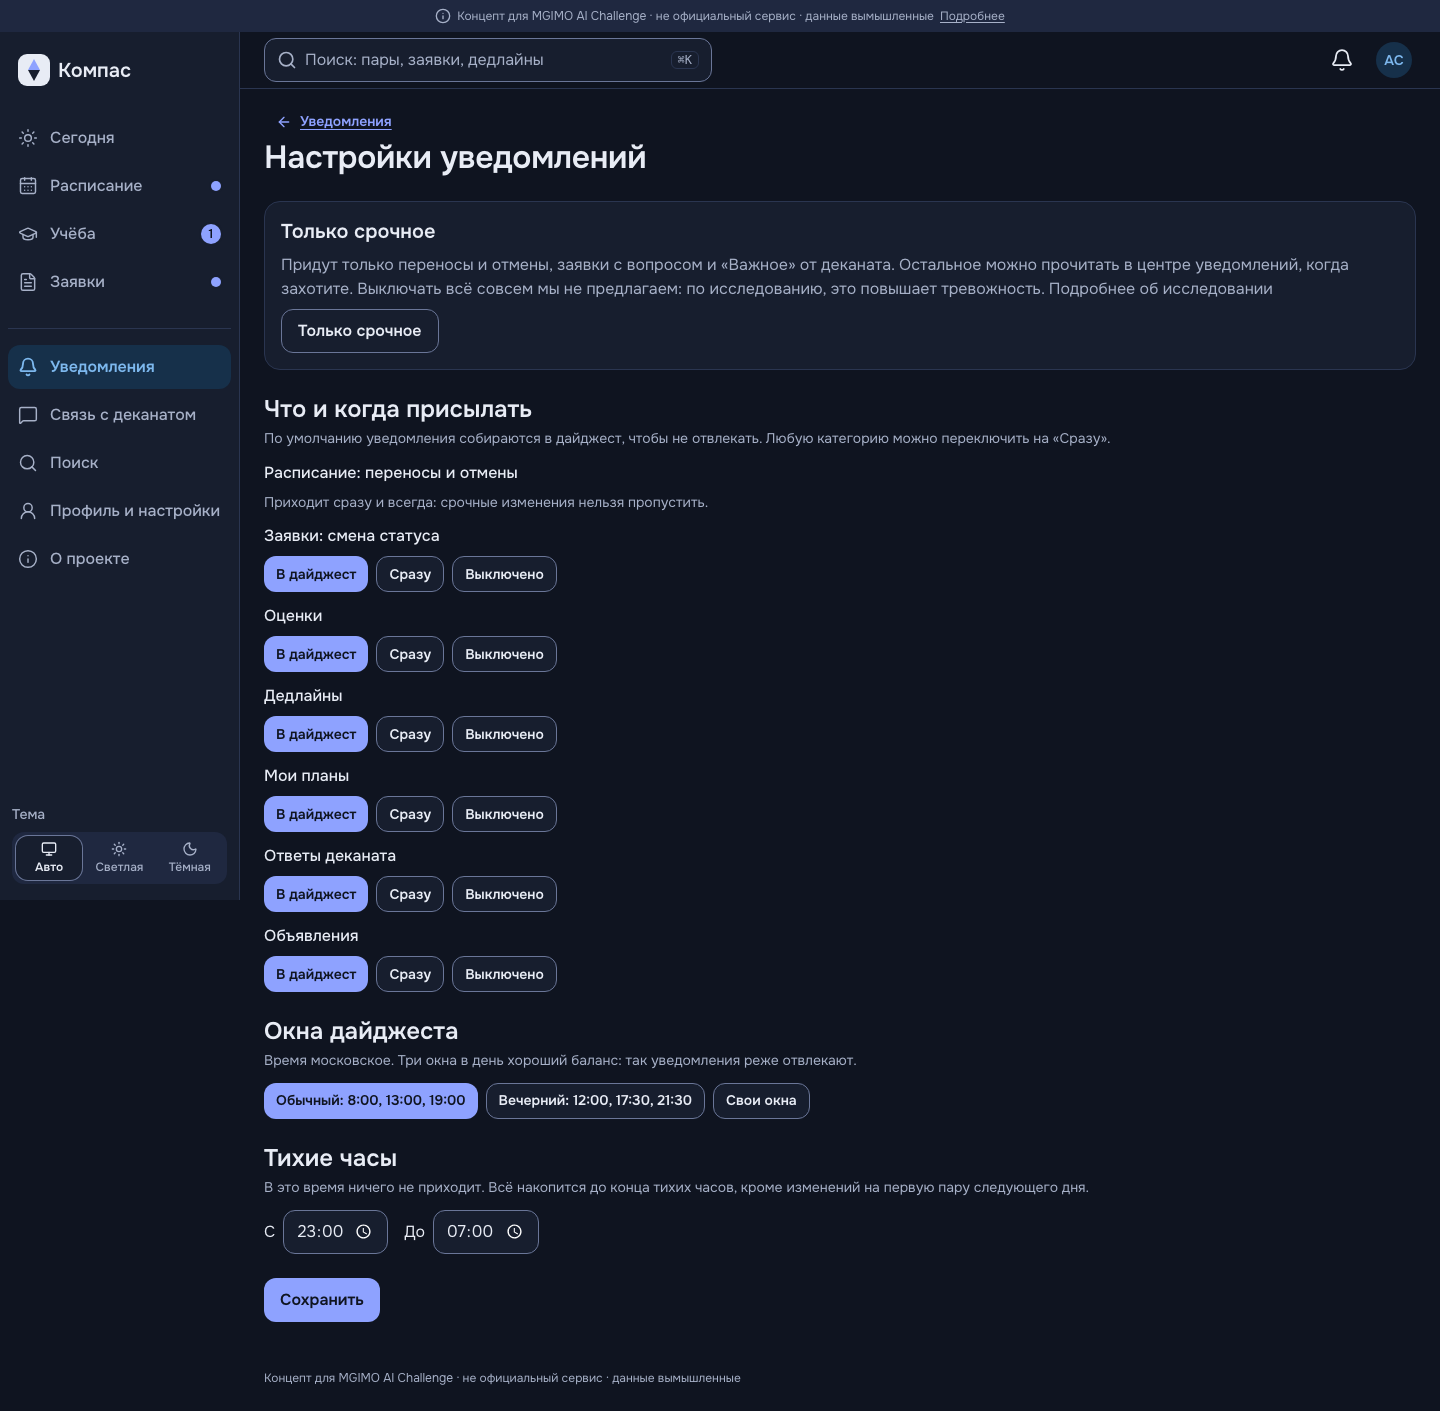 Концепт для MGIMO AI Challenge · не официальный сервис · данные вымышленные Подробнее
Компас
Поиск: пары, заявки, дедлайны
⌘K
АС
Сегодня
Расписание
Учёба
1
Заявки
Уведомления
Связь с деканатом
Поиск
Профиль и настройки
О проекте
Тема
Авто
Светлая
Тёмная
Уведомления
Настройки уведомлений
Только срочное
Придут только переносы и отмены, заявки с вопросом и «Важное» от деканата. Остальное можно прочитать в центре уведомлений, когда
захотите. Выключать всё совсем мы не предлагаем: по исследованию, это повышает тревожность. Подробнее об исследовании
Только срочное
Что и когда присылать
По умолчанию уведомления собираются в дайджест, чтобы не отвлекать. Любую категорию можно переключить на «Сразу».
Расписание: переносы и отмены
Приходит сразу и всегда: срочные изменения нельзя пропустить.
Заявки: смена статуса
В дайджест Сразу Выключено
Оценки
В дайджест Сразу Выключено
Дедлайны
В дайджест Сразу Выключено
Мои планы
В дайджест Сразу Выключено
Ответы деканата
В дайджест Сразу Выключено
Объявления
В дайджест Сразу Выключено
Окна дайджеста
Время московское. Три окна в день хороший баланс: так уведомления реже отвлекают.
Обычный: 8:00, 13:00, 19:00 Вечерний: 12:00, 17:30, 21:30 Свои окна
Тихие часы
В это время ничего не приходит. Всё накопится до конца тихих часов, кроме изменений на первую пару следующего дня.
С 23:00 До 07:00
Сохранить
Концепт для MGIMO AI Challenge · не официальный сервис · данные вымышленные